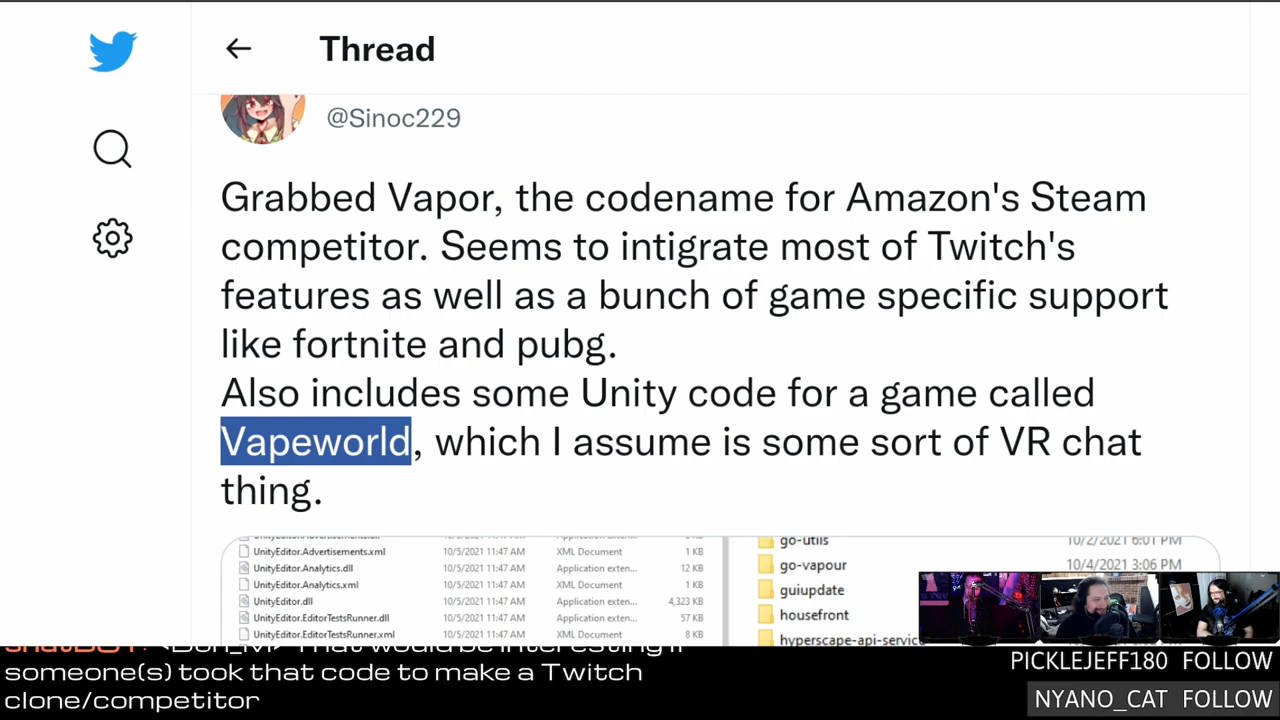 Thread
@Sinoc229
Grabbed Vapor, the codename for Amazon's Steam
competitor. Seems to intigrate most of Twitch's
features as well as a bunch of game specific support
like fortnite and pubg.
Also includes some Unity code for a game called
Vapeworld, which I assume is some sort of VR chat
thing.
UnityEditor.Advertisements.xml 10/5/2021 11:47 AM XML Document 1 KB
UnityEditor.Analytics.dll 10/5/2021 11:47 AM Application exten... 12 KB
UnityEditor.Analytics.xml 10/5/2021 11:47 AM XML Document 1 KB
UnityEditor.dll 10/5/2021 11:47 AM Application exten... 4,323 KB
UnityEditor.EditorTestsRunner.dll 10/5/2021 11:47 AM Application exten... 57 KB
UnityEditor.EditorTestsRunner.xml 10/5/2021 11:47 AM XML Document 8 KB
go-utils 10/2/2021 6:01 PM
go-vapour 10/4/2021 3:06 PM
guiupdate
housefront
hyperscape-api-servic
That would be interesting if
someone(s) took that code to make a Twitch
clone/competitor
PICKLEJEFF180 FOLLOW
NYANO_CAT FOLLOW